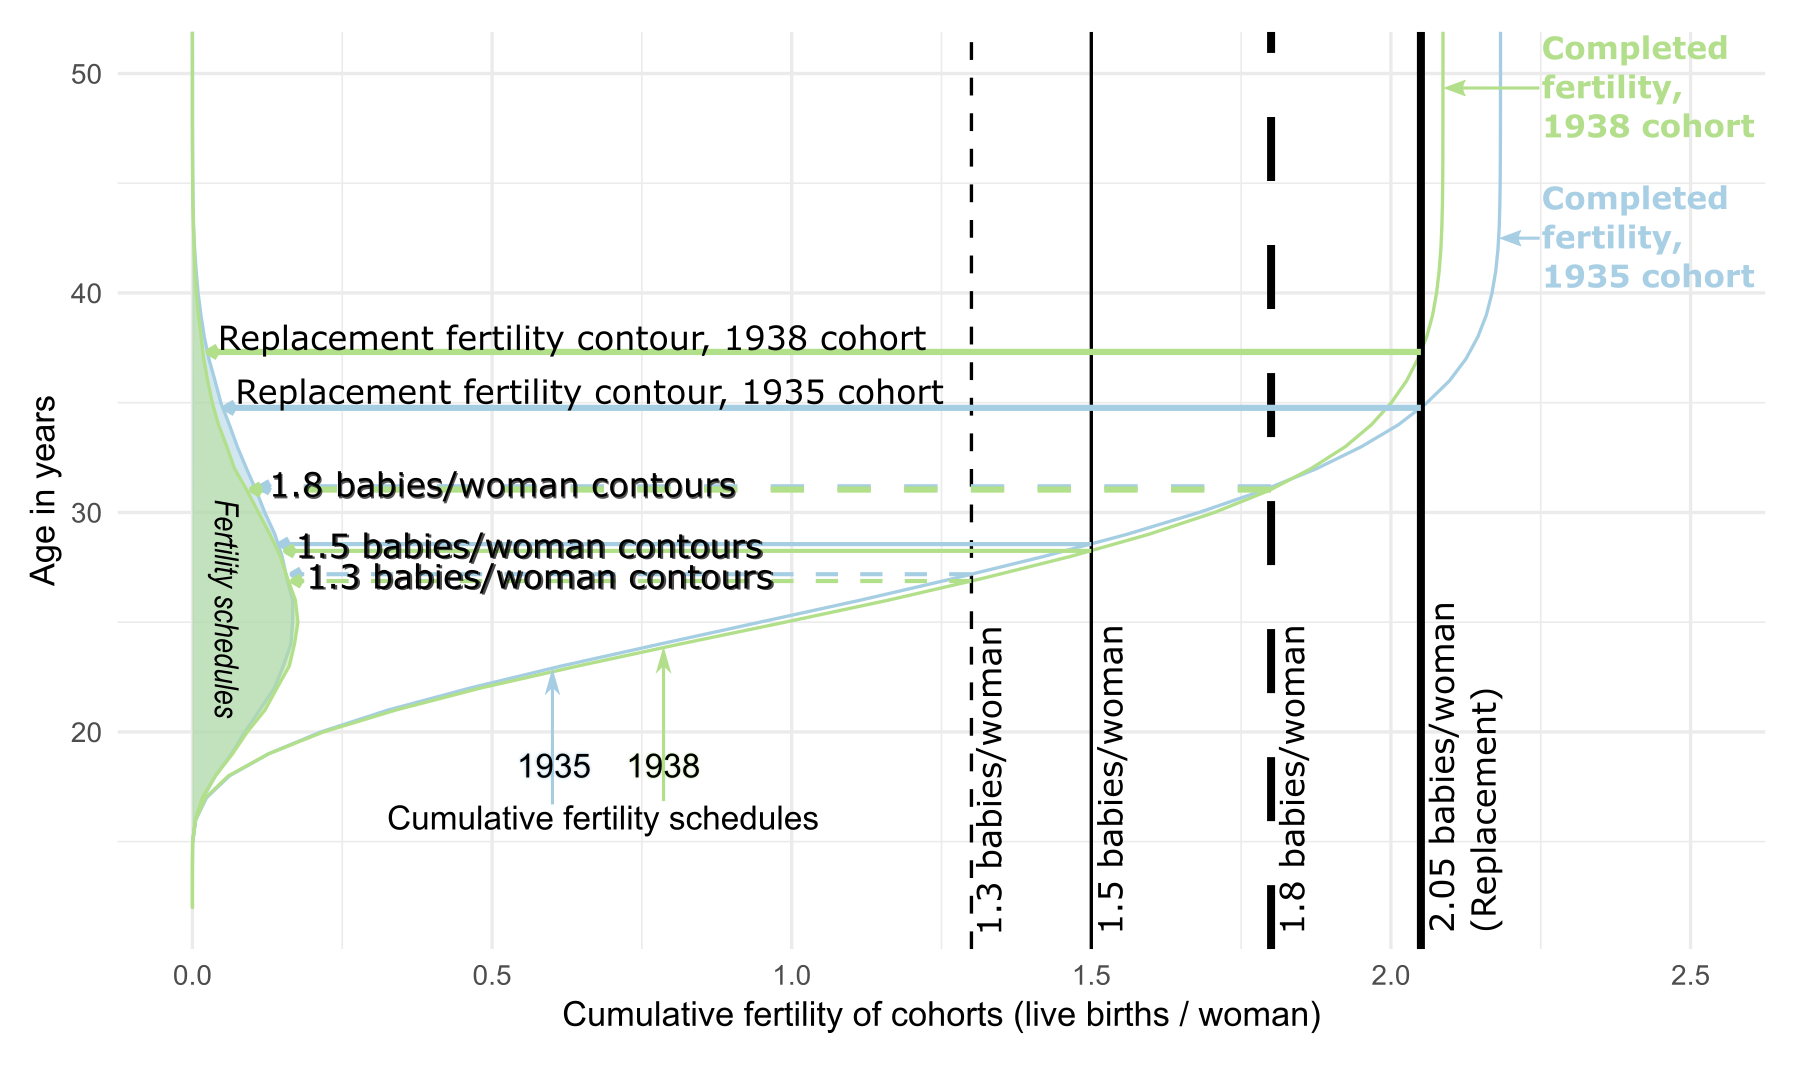 Completed
fertility,
1938 cohort
Completed
fertility,
1935 cohort
50
40
30
20
Age in years
Replacement fertility contour, 1938 cohort
Replacement fertility contour, 1935 cohort
1.8 babies/woman contours
1.5 babies/woman contours
1.3 babies/woman contours
Fertility schedules
1935
1938
Cumulative fertility schedules
1.3 babies/woman
1.5 babies/woman
1.8 babies/woman
2.05 babies/woman
(Replacement)
0.0
0.5
1.0
1.5
2.0
2.5
Cumulative fertility of cohorts (live births / woman)